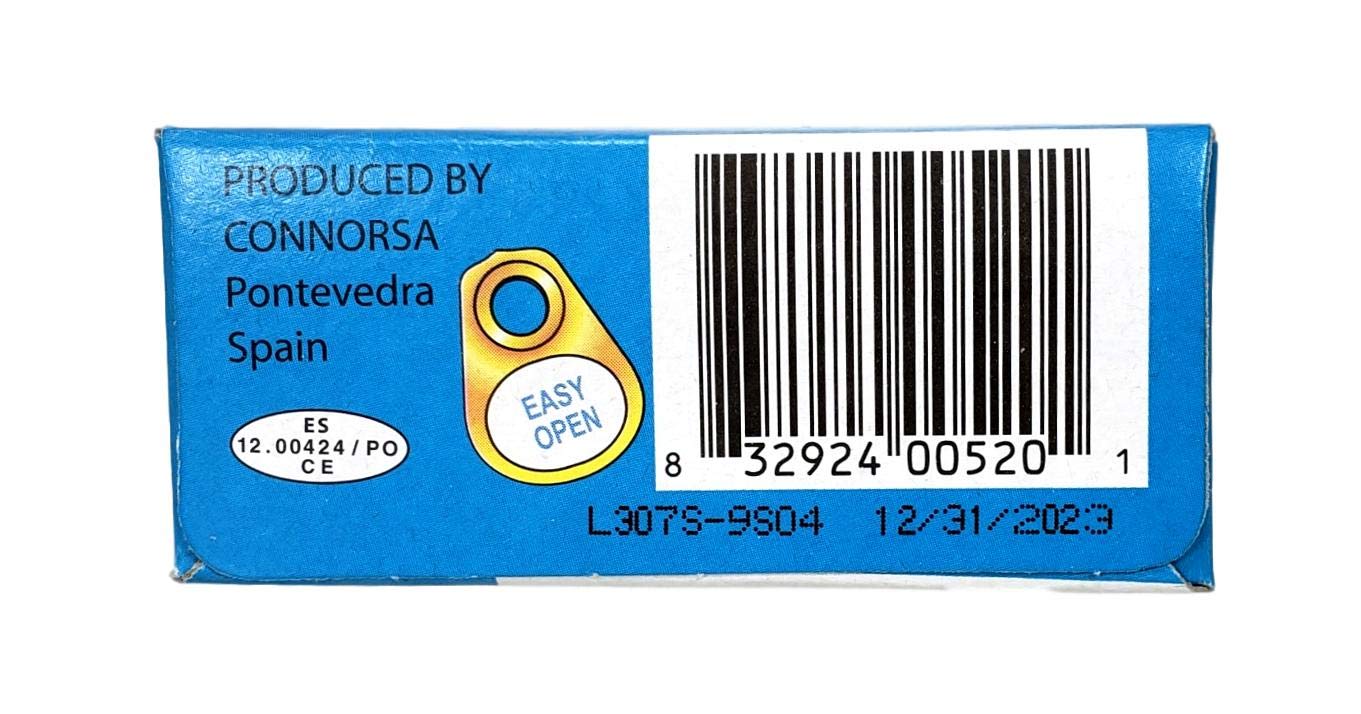 PRODUCED BY
CONNORSA
Pontevedra
Spain
ES
12.00424/PO
CE
EASY
OPEN
8 32924 00520 1
L307S-9S04 12/31/2023